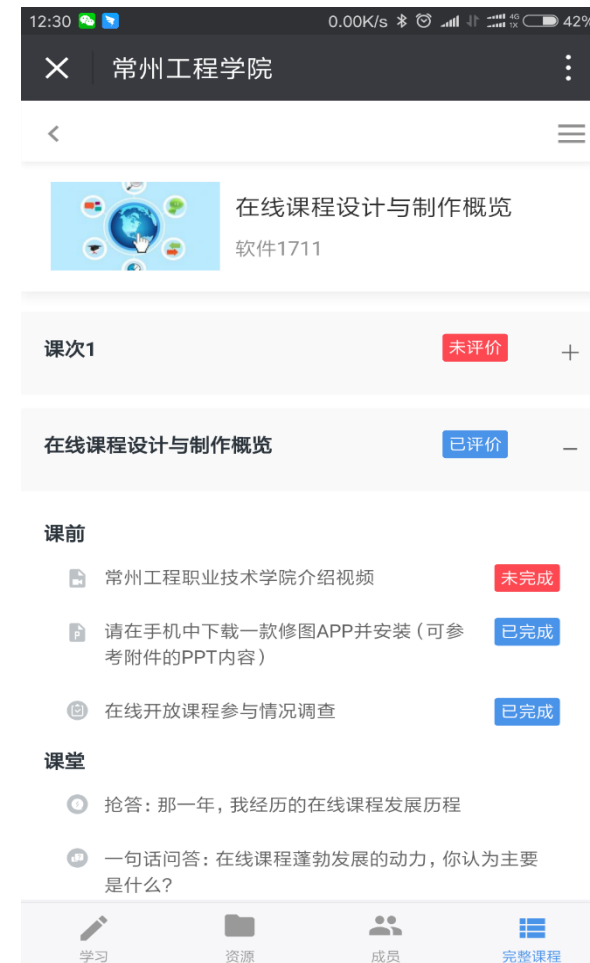 12:30 0.00K/s 4G 1X 42%
常州工程学院
在线课程设计与制作概览
软件1711
课次1 未评价
在线课程设计与制作概览 已评价
课前
常州工程职业技术学院介绍视频 未完成
请在手机中下载一款修图APP并安装（可参 已完成
考附件的PPT内容）
在线开放课程参与情况调查 已完成
课堂
抢答：那一年，我经历的在线课程发展历程
一句话问答：在线课程蓬勃发展的动力，你认为主要
是什么？
学习 资源 成员 完整课程